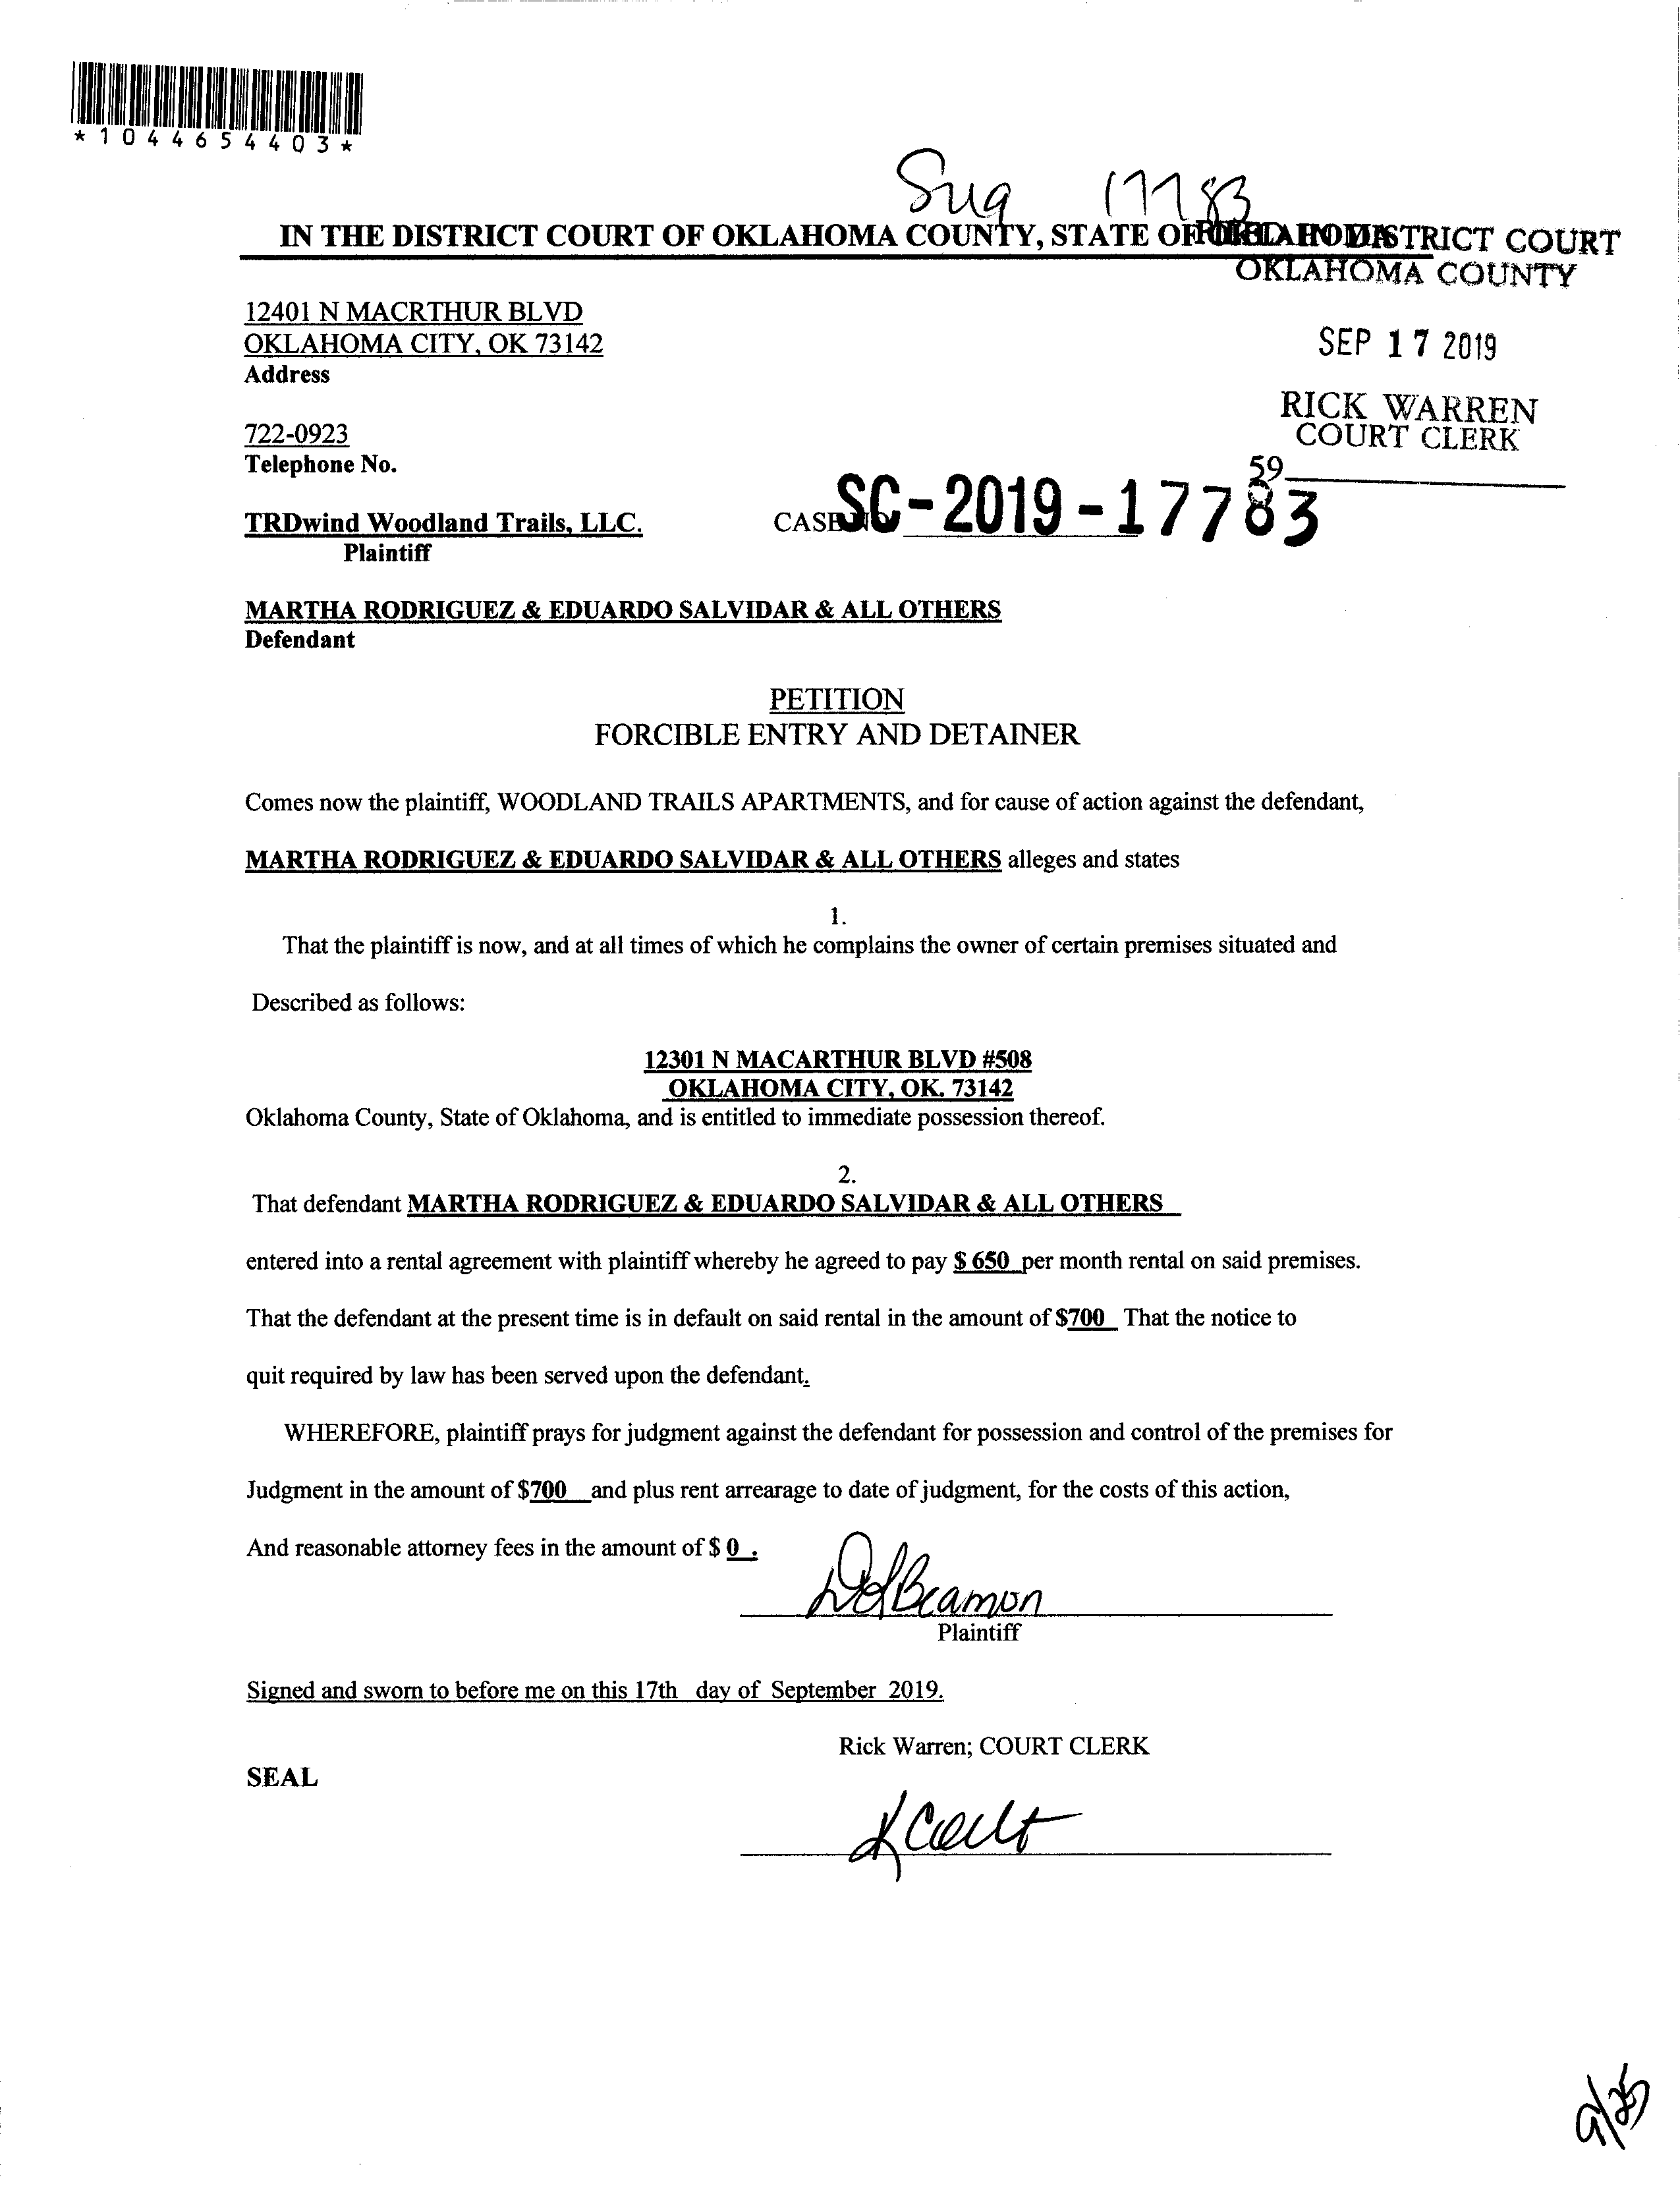 *1044654403*
Sug 17783
IN THE DISTRICT COURT OF OKLAHOMA COUNTY, STATE OF OKLAHOMA
FILED IN DISTRICT COURT
OKLAHOMA COUNTY
12401 N MACRTHUR BLVD
OKLAHOMA CITY, OK 73142
Address
SEP 17 2019
RICK WARREN
COURT CLERK
722-0923
Telephone No.
59
TRDwind Woodland Trails, LLC.
Plaintiff
CASE NO SC-2019-17783
MARTHA RODRIGUEZ & EDUARDO SALVIDAR & ALL OTHERS
Defendant
PETITION
FORCIBLE ENTRY AND DETAINER
Comes now the plaintiff, WOODLAND TRAILS APARTMENTS, and for cause of action against the defendant,
MARTHA RODRIGUEZ & EDUARDO SALVIDAR & ALL OTHERS alleges and states
1.
That the plaintiff is now, and at all times of which he complains the owner of certain premises situated and
Described as follows:
12301 N MACARTHUR BLVD #508
OKLAHOMA CITY, OK. 73142
Oklahoma County, State of Oklahoma, and is entitled to immediate possession thereof.
2.
That defendant MARTHA RODRIGUEZ & EDUARDO SALVIDAR & ALL OTHERS
entered into a rental agreement with plaintiff whereby he agreed to pay $ 650 per month rental on said premises.
That the defendant at the present time is in default on said rental in the amount of $700 That the notice to
quit required by law has been served upon the defendant.
WHEREFORE, plaintiff prays for judgment against the defendant for possession and control of the premises for
Judgment in the amount of $700 and plus rent arrearage to date of judgment, for the costs of this action,
And reasonable attorney fees in the amount of $ 0 .
Beamon
Plaintiff
Signed and sworn to before me on this 17th day of September 2019.
Rick Warren; COURT CLERK
SEAL
9/25